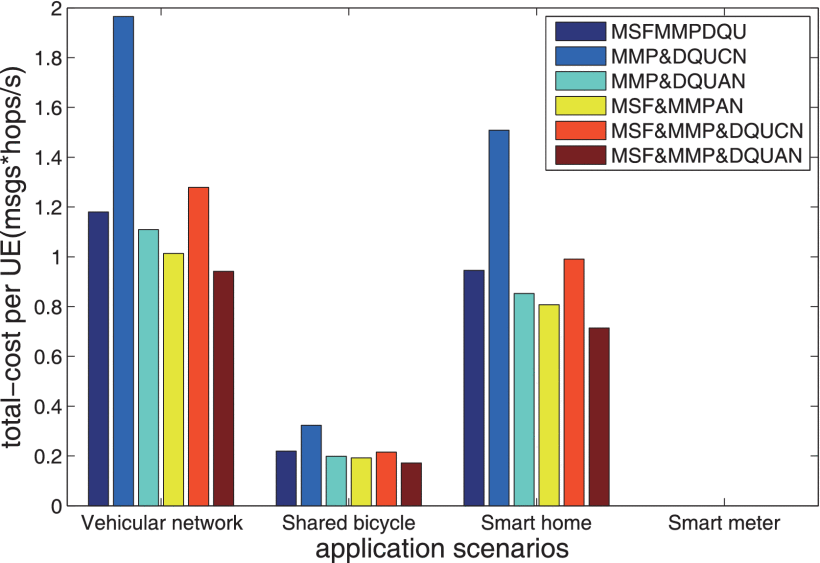 total-cost per UE(msgs*hops/s)
2
1.8
1.6
1.4
1.2
1
0.8
0.6
0.4
0.2
0
MSFMMPDQU
MMP&DQUCN
MMP&DQUAN
MSF&MMPAN
MSF&MMP&DQUCN
MSF&MMP&DQUAN
Vehicular network Shared bicycle Smart home Smart meter
application scenarios